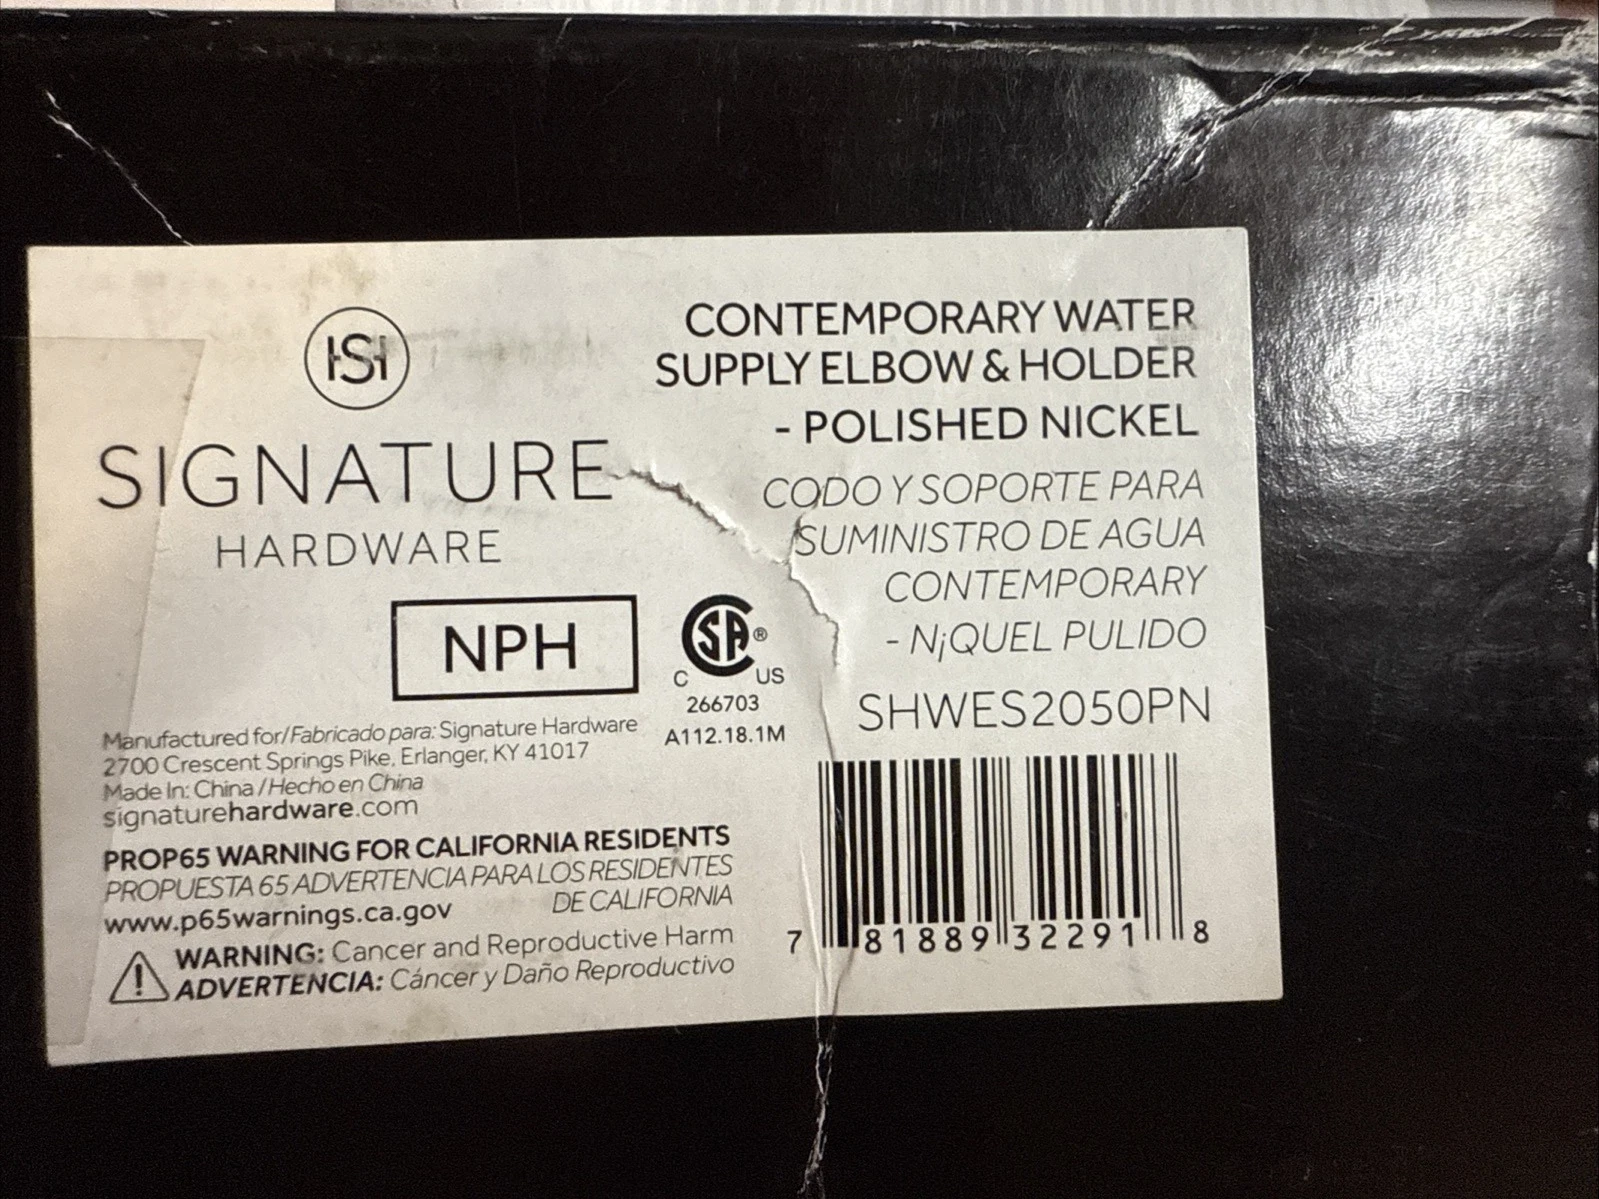 HSH
SIGNATURE
HARDWARE
NPH
CSA®
C US
266703
A112.18.1M
Manufactured for/Fabricado para: Signature Hardware
2700 Crescent Springs Pike, Erlanger, KY 41017
Made In: China /Hecho en China
signaturehardware.com
PROP65 WARNING FOR CALIFORNIA RESIDENTS
PROPUESTA 65 ADVERTENCIA PARA LOS RESIDENTES
DE CALIFORNIA
www.p65warnings.ca.gov
WARNING: Cancer and Reproductive Harm
ADVERTENCIA: Cáncer y Daño Reproductivo
CONTEMPORARY WATER
SUPPLY ELBOW & HOLDER
- POLISHED NICKEL
CODO Y SOPORTE PARA
SUMINISTRO DE AGUA
CONTEMPORARY
- N¡QUEL PULIDO
SHWES2050PN
7 81889 32291 8